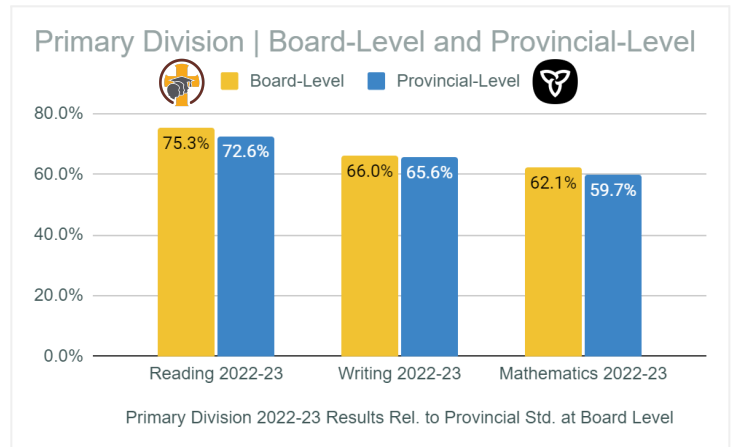 Primary Division | Board-Level and Provincial-Level
Board-Level Provincial-Level
80.0%
75.3% 72.6%
66.0% 65.6%
62.1% 59.7%
60.0%
40.0%
20.0%
0.0%
Reading 2022-23 Writing 2022-23 Mathematics 2022-23
Primary Division 2022-23 Results Rel. to Provincial Std. at Board Level